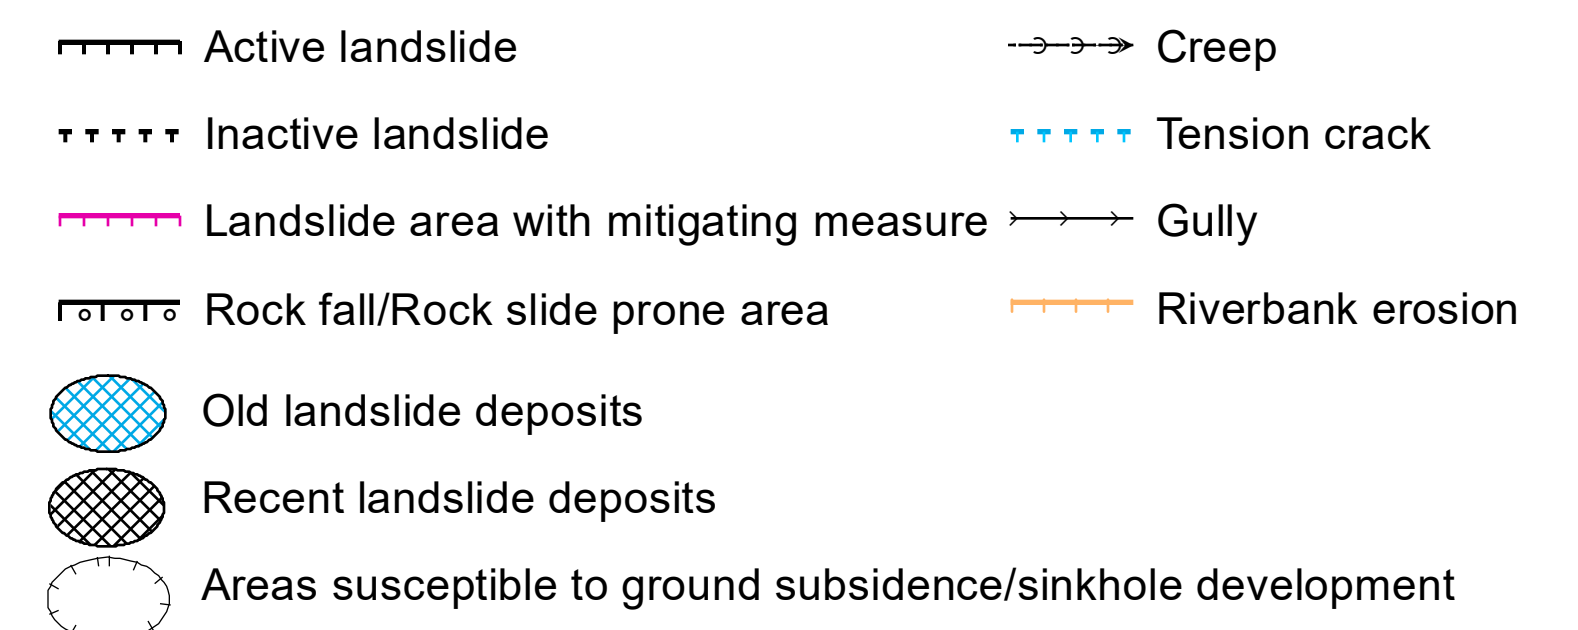 Active landslide
Creep
Inactive landslide
Tension crack
Landslide area with mitigating measure
Gully
Rock fall/Rock slide prone area
Riverbank erosion
Old landslide deposits
Recent landslide deposits
Areas susceptible to ground subsidence/sinkhole development